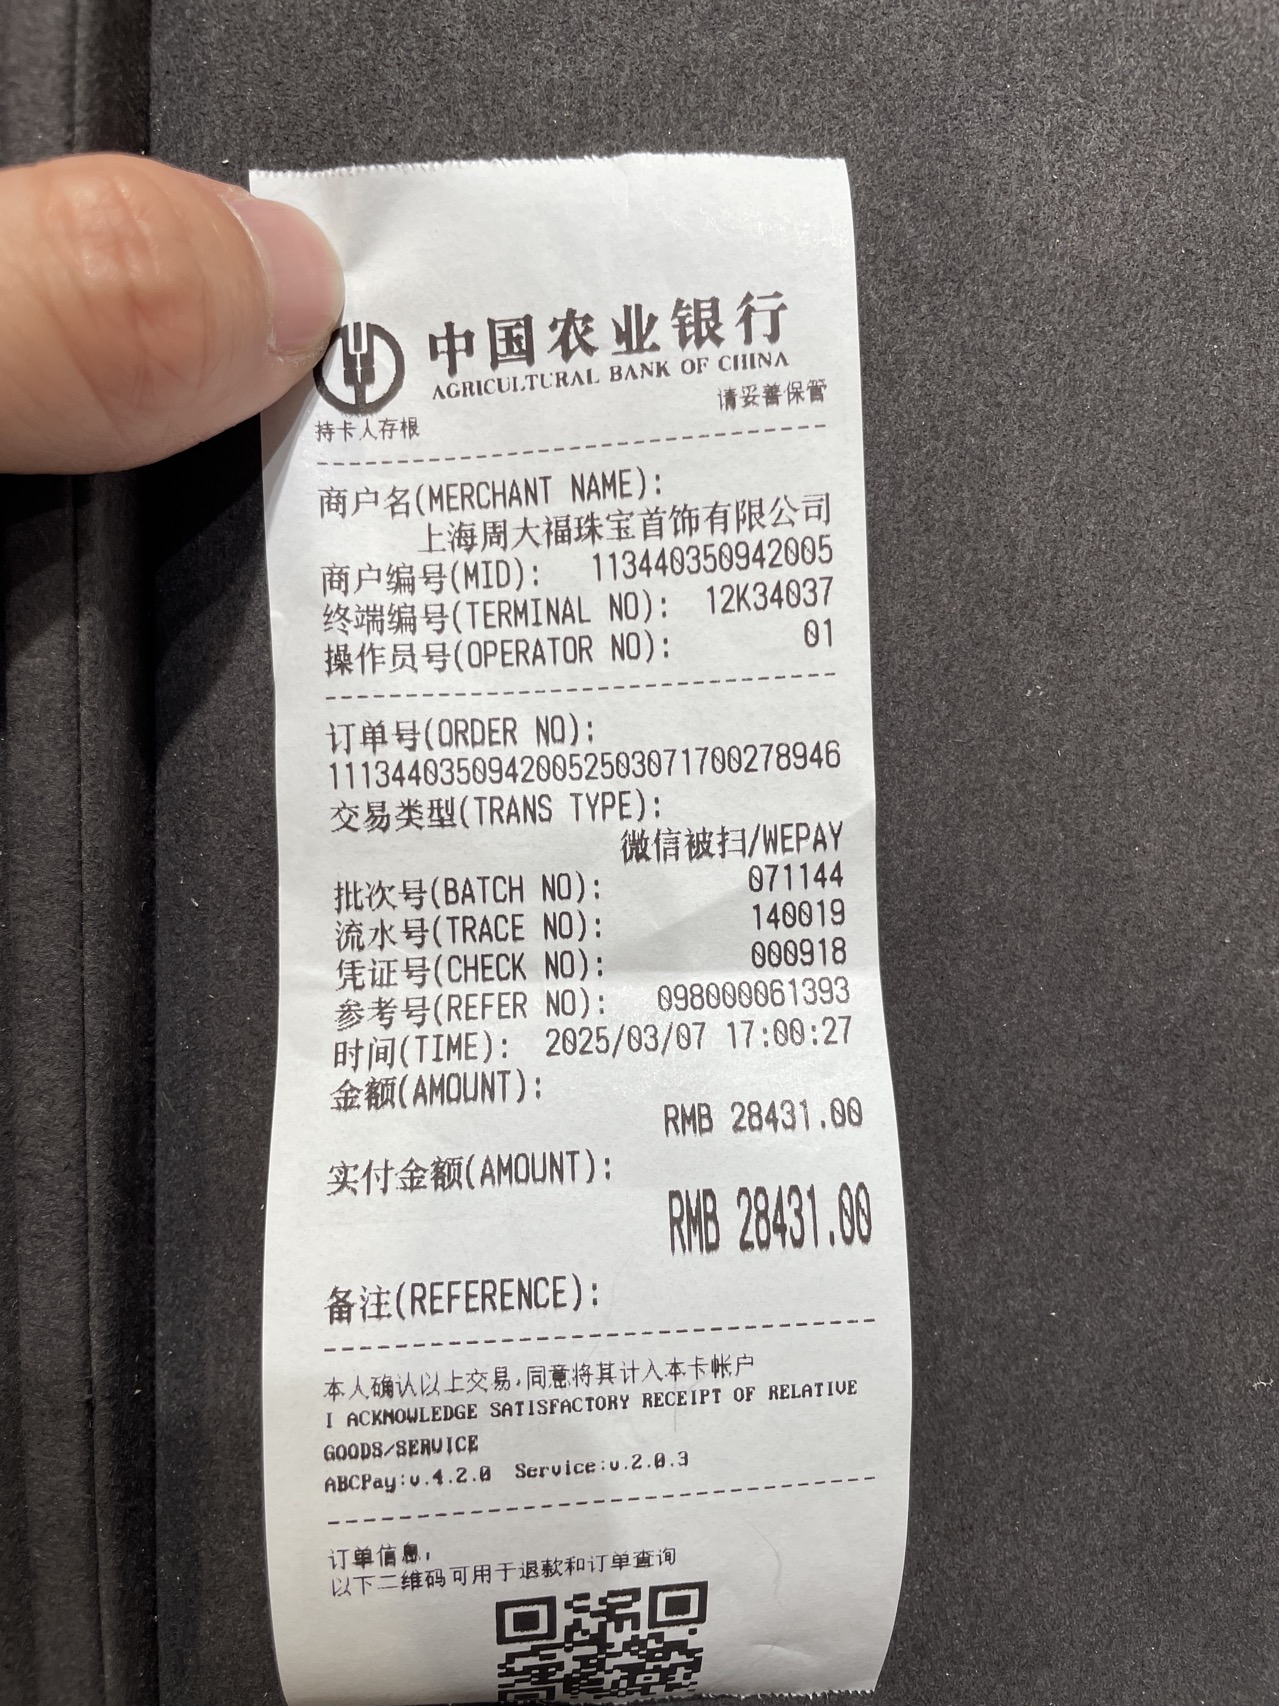 中国农业银行
AGRICULTURAL BANK OF CHINA
持卡人存根 请妥善保管
商户名(MERCHANT NAME):
上海周大福珠宝首饰有限公司
商户编号(MID): 113440350942005
终端编号(TERMINAL NO): 12K34037
操作员号(OPERATOR NO): 01
订单号(ORDER NO):
11134403509420052503071700278946
交易类型(TRANS TYPE):
微信被扫/WEPAY
批次号(BATCH NO): 071144
流水号(TRACE NO): 140019
凭证号(CHECK NO): 000918
参考号(REFER NO): 098000061393
时间(TIME): 2025/03/07 17:00:27
金额(AMOUNT):
RMB 28431.00
实付金额(AMOUNT):
RMB 28431.00
备注(REFERENCE):
本人确认以上交易,同意将其计入本卡帐户
I ACKNOWLEDGE SATISFACTORY RECEIPT OF RELATIVE
GOODS/SERVICE
ABCPay:v.4.2.0 Service:v.2.0.3
订单信息,
以下二维码可用于退款和订单查询